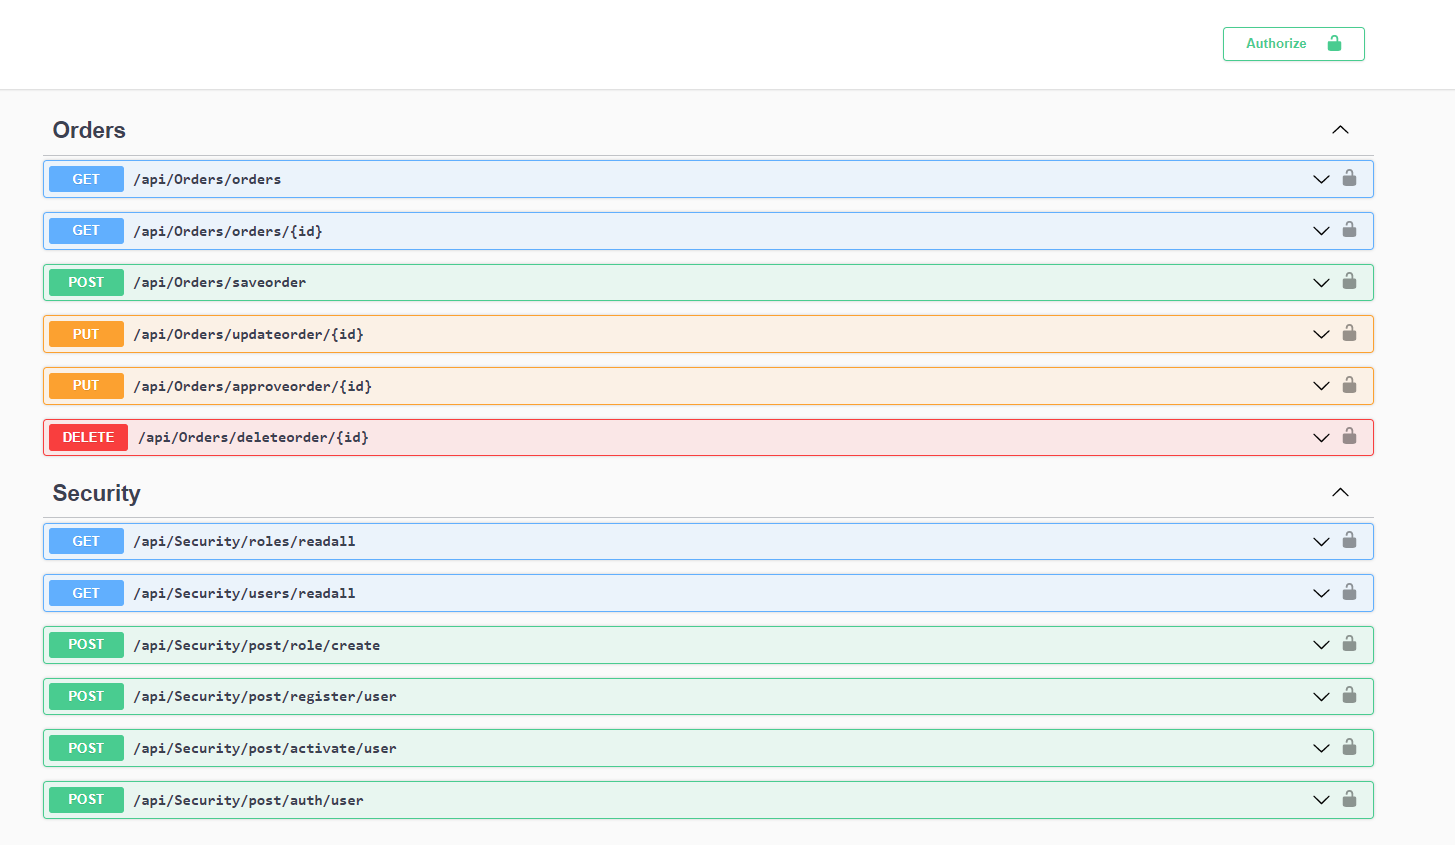 Authorize
Orders
GET /api/Orders/orders
GET /api/Orders/orders/{id}
POST /api/Orders/saveorder
PUT /api/Orders/updateorder/{id}
PUT /api/Orders/approveorder/{id}
DELETE /api/Orders/deleteorder/{id}
Security
GET /api/Security/roles/readall
GET /api/Security/users/readall
POST /api/Security/post/role/create
POST /api/Security/post/register/user
POST /api/Security/post/activate/user
POST /api/Security/post/auth/user